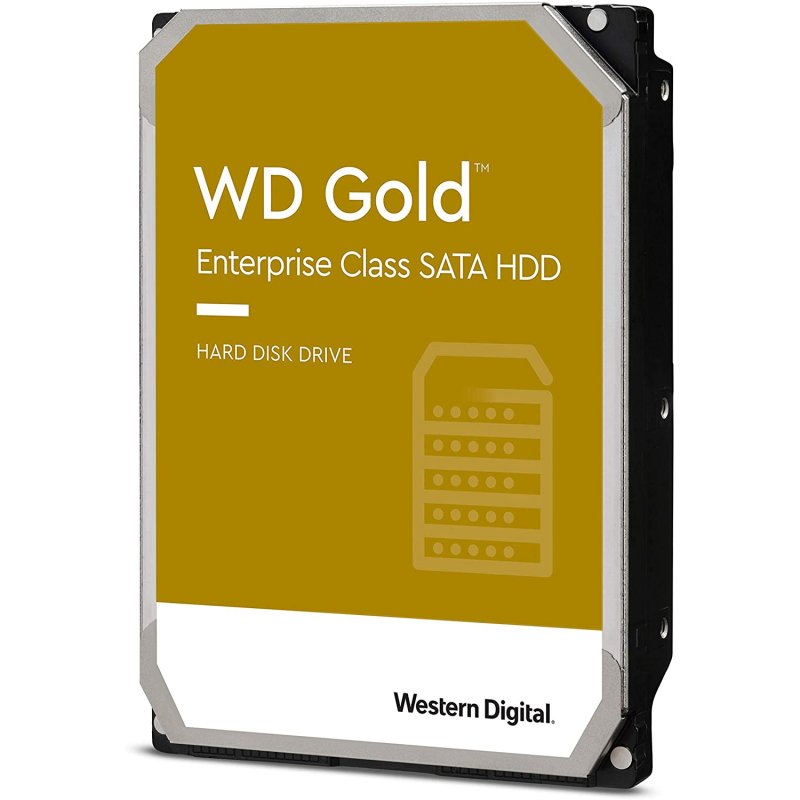 WD Gold™
Enterprise Class SATA HDD
HARD DISK DRIVE
Western Digital.